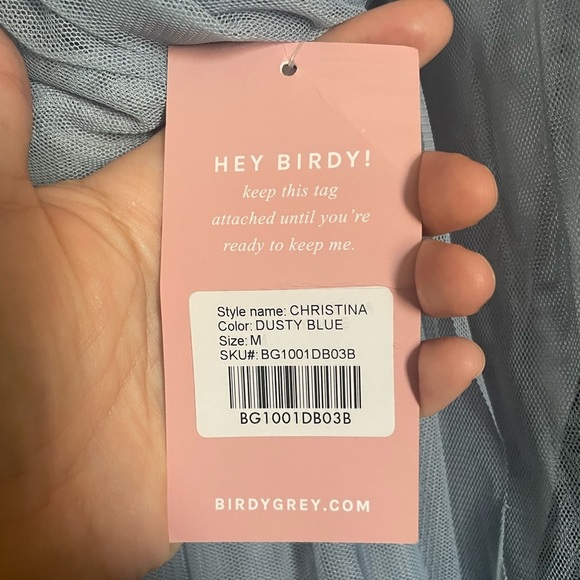 HEY BIRDY!
keep this tag
attached until you're
ready to keep me.
Style name: CHRISTINA
Color: DUSTY BLUE
Size: M
SKU#: BG1001DB03B
BG1001DB03B
BIRDYGREY.COM